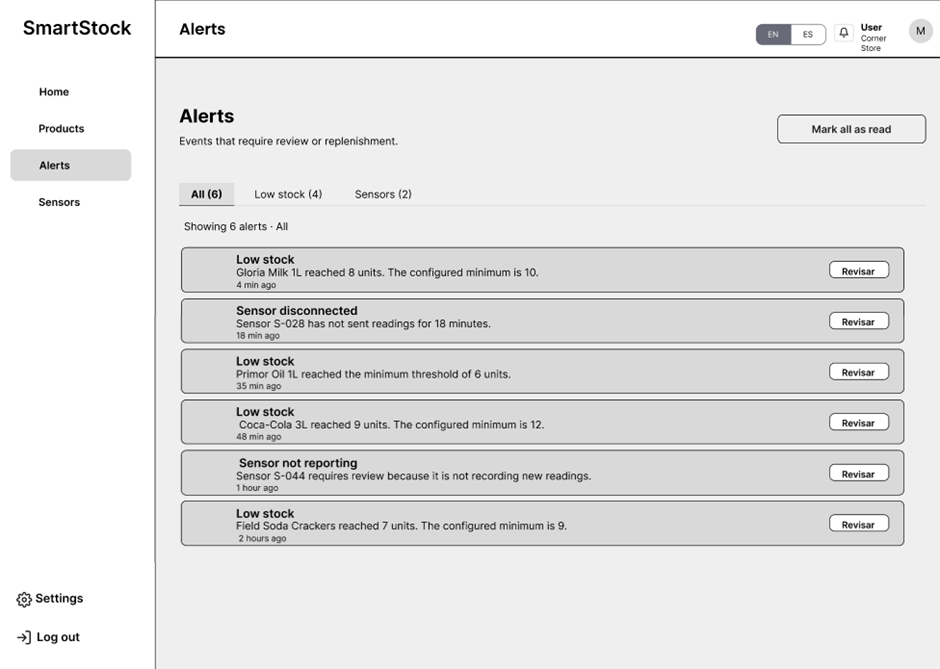 SmartStock
Home
Products
Alerts
Sensors
Settings
Log out
Alerts
EN
ES
User
Corner
Store
M
Alerts
Events that require review or replenishment.
Mark all as read
All (6)
Low stock (4)
Sensors (2)
Showing 6 alerts · All
Low stock
Gloria Milk 1L reached 8 units. The configured minimum is 10.
4 min ago
Revisar
Sensor disconnected
Sensor S-028 has not sent readings for 18 minutes.
18 min ago
Revisar
Low stock
Primor Oil 1L reached the minimum threshold of 6 units.
35 min ago
Revisar
Low stock
Coca-Cola 3L reached 9 units. The configured minimum is 12.
48 min ago
Revisar
Sensor not reporting
Sensor S-044 requires review because it is not recording new readings.
1 hour ago
Revisar
Low stock
Field Soda Crackers reached 7 units. The configured minimum is 9.
2 hours ago
Revisar